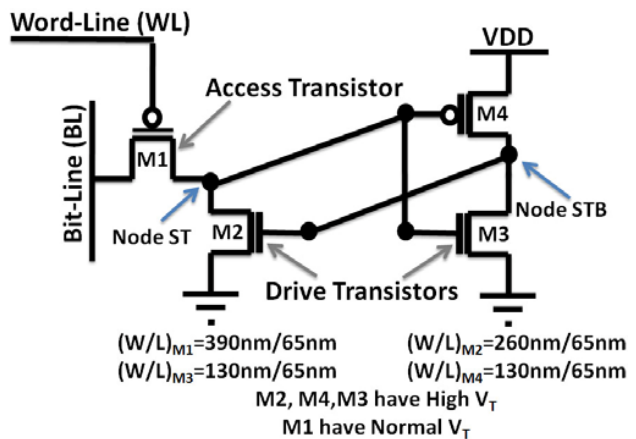 Word-Line (WL)
VDD
Access Transistor
M4
Bit-Line (BL)
M1
Node ST
M2
M3
Node STB
Drive Transistors
(W/L)M1=390nm/65nm
(W/L)M2=260nm/65nm
(W/L)M3=130nm/65nm
(W/L)M4=130nm/65nm
M2, M4,M3 have High VT
M1 have Normal VT